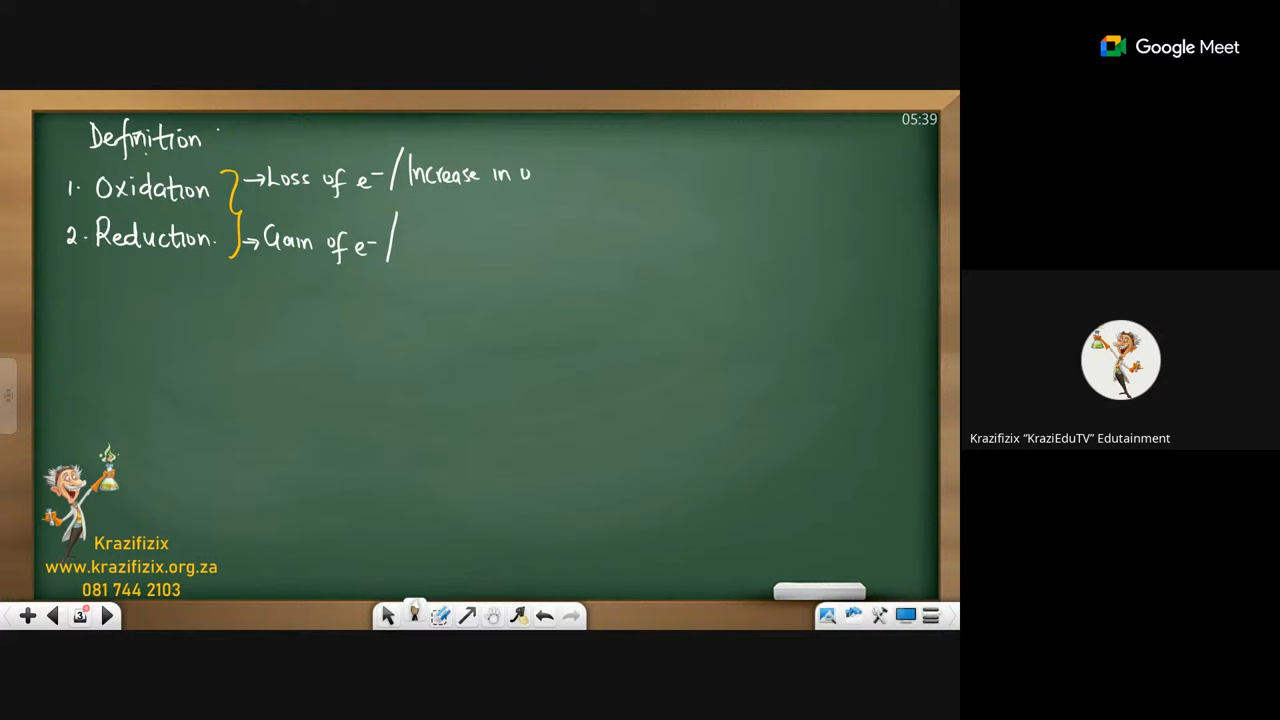 Google Meet
05:39
Definition
1. Oxidation → Loss of e⁻ / Increase in o
2. Reduction. → Gain of e⁻ /
Krazifizix "KraziEduTV" Edutainment
Krazifizix
www.krazifizix.org.za
081 744 2103
3